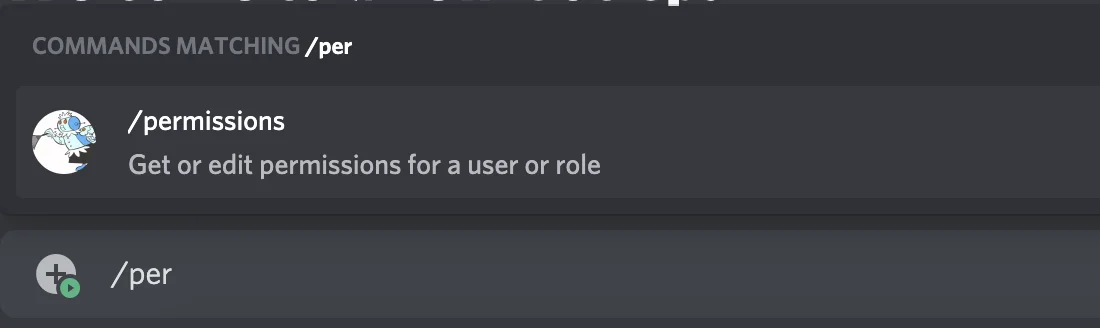 COMMANDS MATCHING /per
/permissions
Get or edit permissions for a user or role
/per